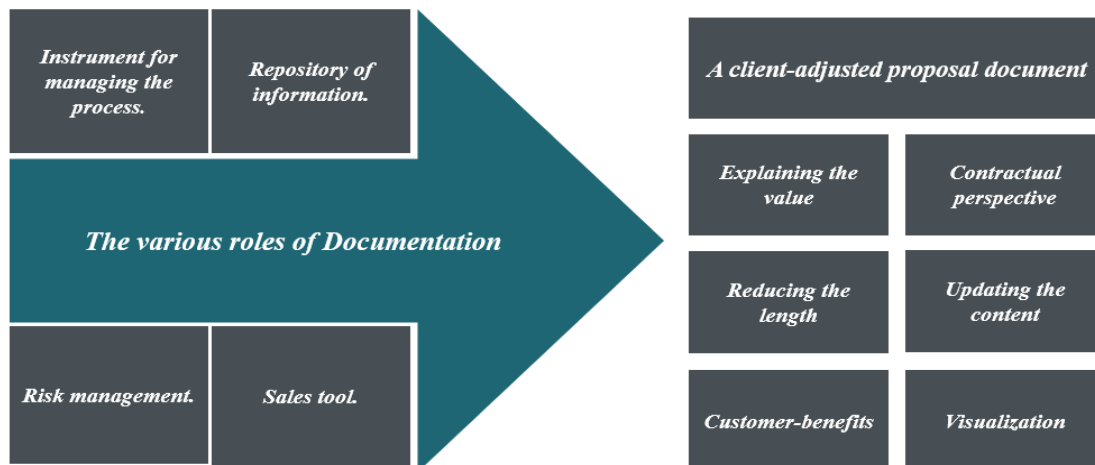 Instrument for
managing the
process.
Repository of
information.
The various roles of Documentation
Risk management.
Sales tool.
A client-adjusted proposal document
Explaining the
value
Contractual
perspective
Reducing the
length
Updating the
content
Customer-benefits
Visualization